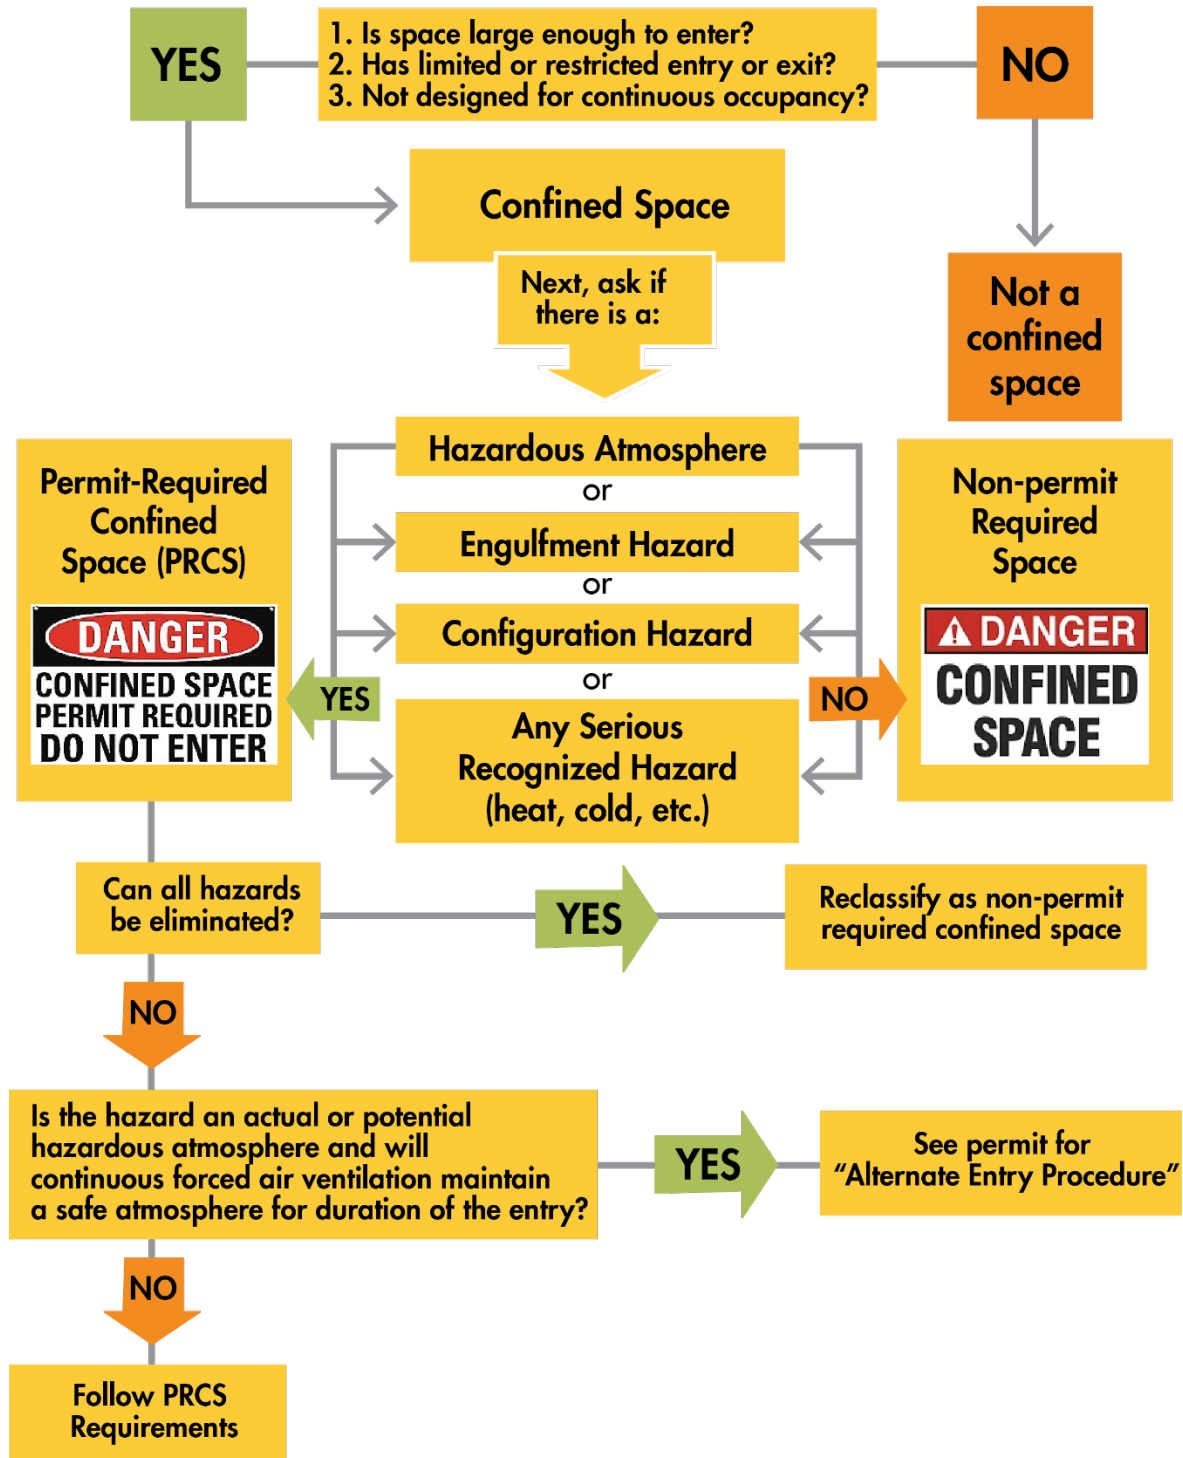 YES
1. Is space large enough to enter?
2. Has limited or restricted entry or exit?
3. Not designed for continuous occupancy?
NO
Confined Space
Next, ask if
there is a:
Not a
confined
space
Permit-Required
Confined
Space (PRCS)
DANGER
CONFINED SPACE
PERMIT REQUIRED
DO NOT ENTER
YES
Hazardous Atmosphere
or
Engulfment Hazard
or
Configuration Hazard
or
Any Serious
Recognized Hazard
(heat, cold, etc.)
NO
Non-permit
Required
Space
DANGER
CONFINED
SPACE
Can all hazards
be eliminated?
YES
Reclassify as non-permit
required confined space
NO
Is the hazard an actual or potential
hazardous atmosphere and will
continuous forced air ventilation maintain
a safe atmosphere for duration of the entry?
YES
See permit for
“Alternate Entry Procedure”
NO
Follow PRCS
Requirements